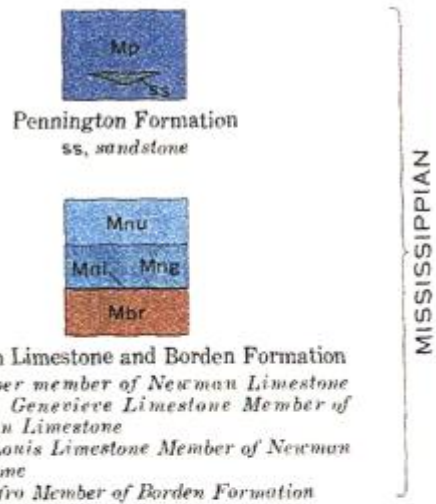 Mp
ss
Pennington Formation
ss, sandstone
Mnu
Mng
Mbr
Limestone and Borden Formation
member of Newman Limestone
Genevieve Limestone Member of
Limestone
Louis Limestone Member of Newman
Member of Borden Formation
MISSISSIPPIAN